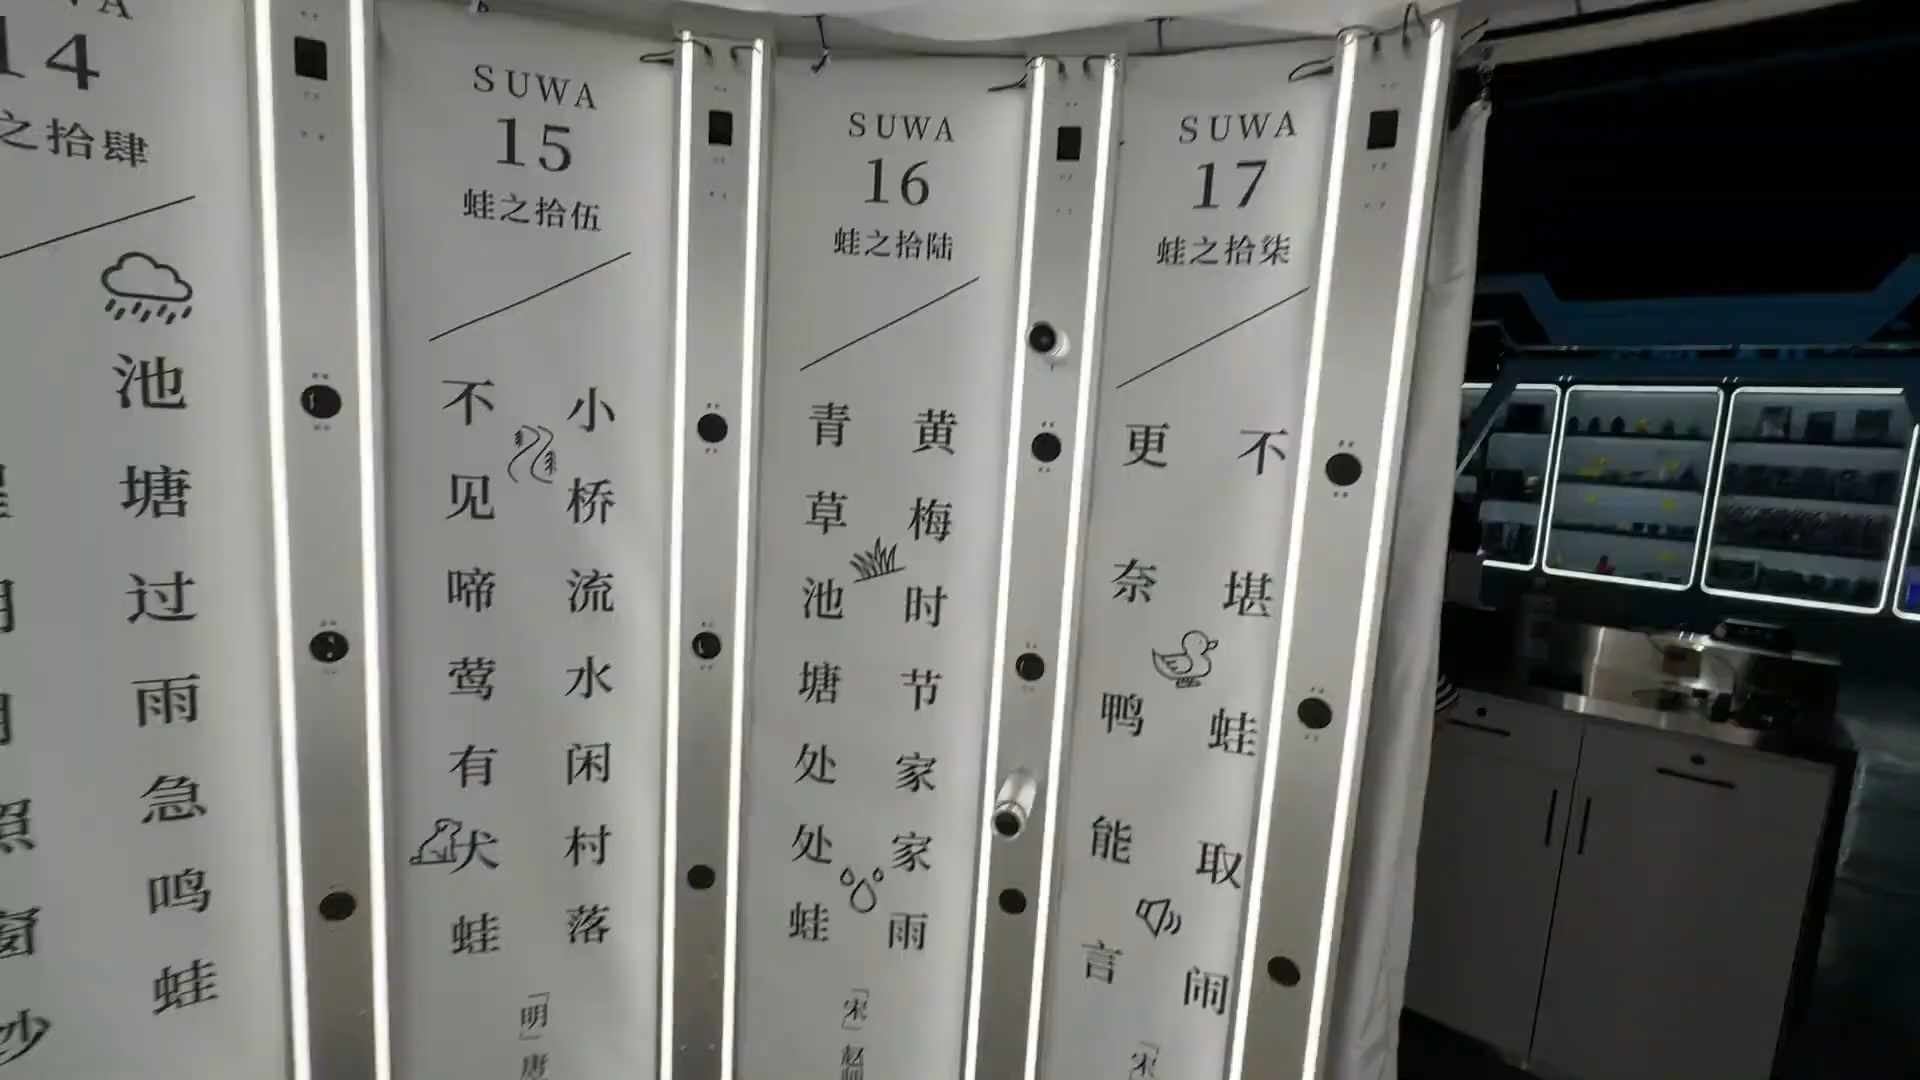 14
之拾肆
池塘过雨急鸣蛙
SUWA
15
蛙之拾伍
小桥流水闲村落
不见啼莺有犬蛙
「明」唐
SUWA
16
蛙之拾陆
黄梅时节家家雨
青草池塘处处蛙
「宋」赵师
SUWA
17
蛙之拾柒
不堪蛙取闹
更奈鸭能言
「宋